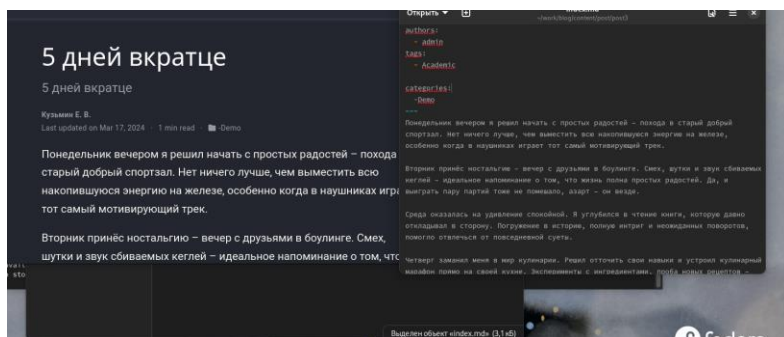 5 дней вкратце
5 дней вкратце
Кузьмин Е. В.
Last updated on Mar 17, 2024 · 1 min read · -Demo
Понедельник вечером я решил начать с простых радостей – похода
старый добрый спортзал. Нет ничего лучше, чем выместить всю
накопившуюся энергию на железе, особенно когда в наушниках игра
тот самый мотивирующий трек.
Вторник принёс ностальгию – вечер с друзьями в боулинге. Смех,
шутки и звук сбиваемых кеглей – идеальное напоминание о том, что
Открыть
index.md
~/work/blog/content/post/post3
authors:
- admin
tags:
- Academic
categories:
-Demo
---
Понедельник вечером я решил начать с простых радостей – похода в старый добрый
спортзал. Нет ничего лучше, чем выместить всю накопившуюся энергию на железе,
особенно когда в наушниках играет тот самый мотивирующий трек.
Вторник принёс ностальгию – вечер с друзьями в боулинге. Смех, шутки и звук сбиваемых
кеглей – идеальное напоминание о том, что жизнь полна простых радостей. Да, и
выиграть пару партий тоже не помешало, азарт – он везде.
Среда оказалась на удивление спокойной. Я углубился в чтение книги, которую давно
откладывал в сторону. Погружение в историю, полную интриг и неожиданных поворотов,
помогло отвлечься от повседневной суеты.
Четверг заманил меня в мир кулинарии. Решил отточить свои навыки и устроил кулинарный
марафон прямо на своей кухне. Эксперименты с ингредиентами, проба новых рецептов –
Выделен объект «index.md» (3,1 кБ)
fedora